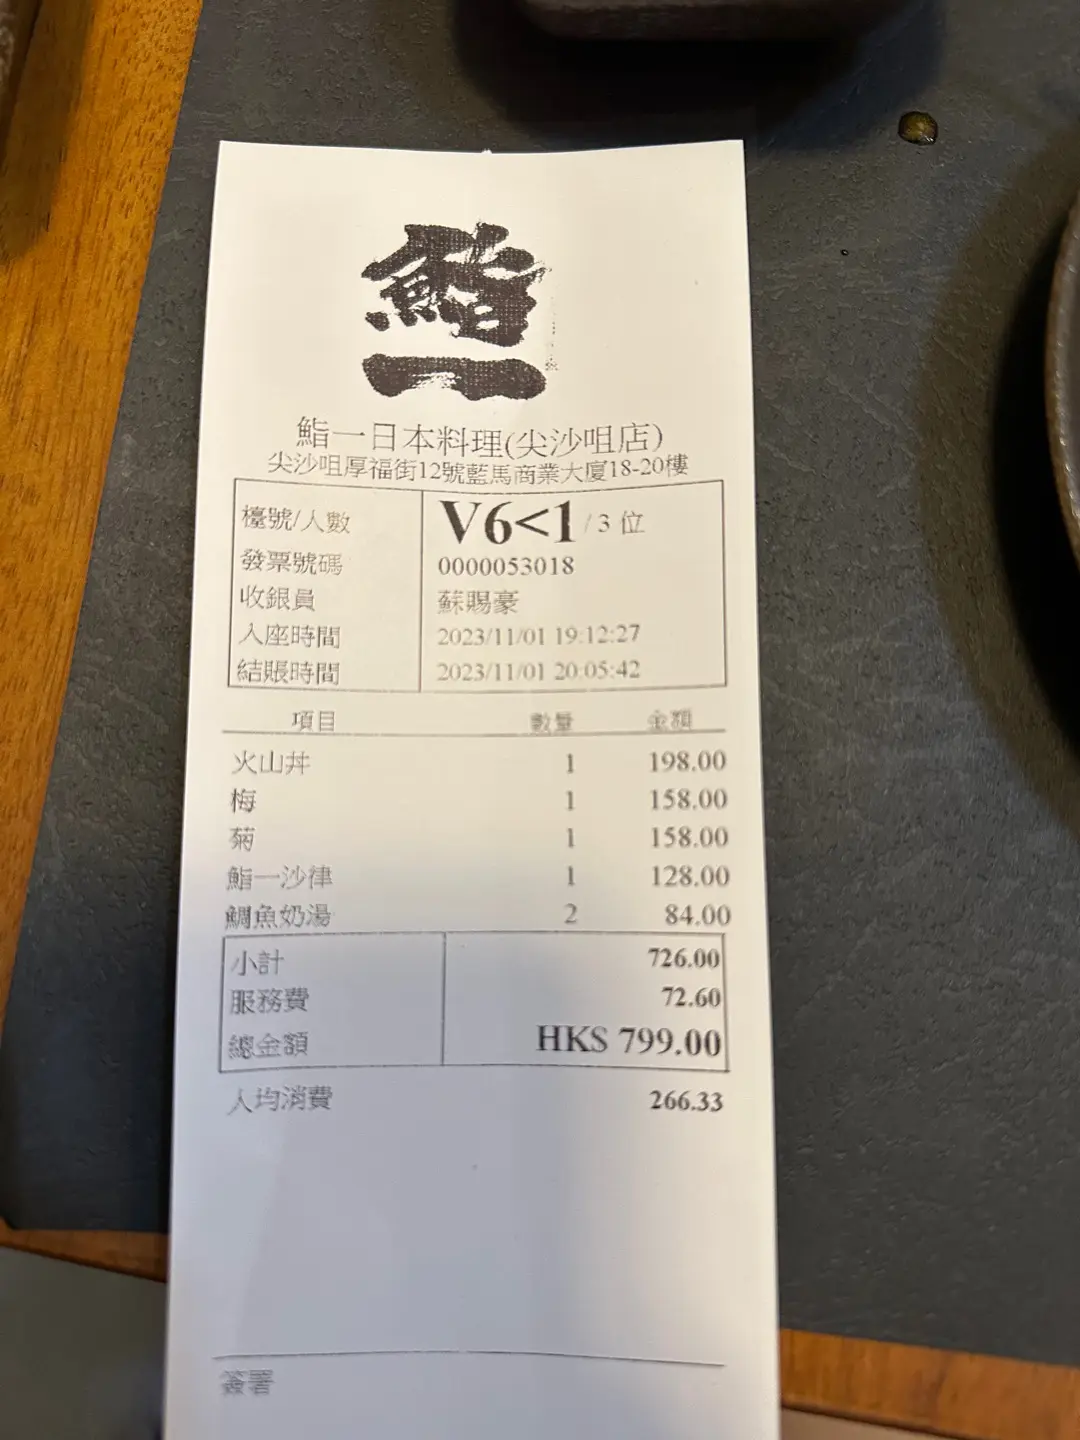 鮨
一
鮨一日本料理(尖沙咀店)
尖沙咀厚福街12號藍馬商業大廈18-20樓
檯號/人數 V6<1 / 3 位
發票號碼 0000053018
收銀員 蘇賜豪
入座時間 2023/11/01 19:12:27
結賬時間 2023/11/01 20:05:42
項目 數量 金額
火山丼 1 198.00
梅 1 158.00
菊 1 158.00
鮨一沙律 1 128.00
鯛魚奶湯 2 84.00
小計 726.00
服務費 72.60
總金額 HK$ 799.00
人均消費 266.33
簽署